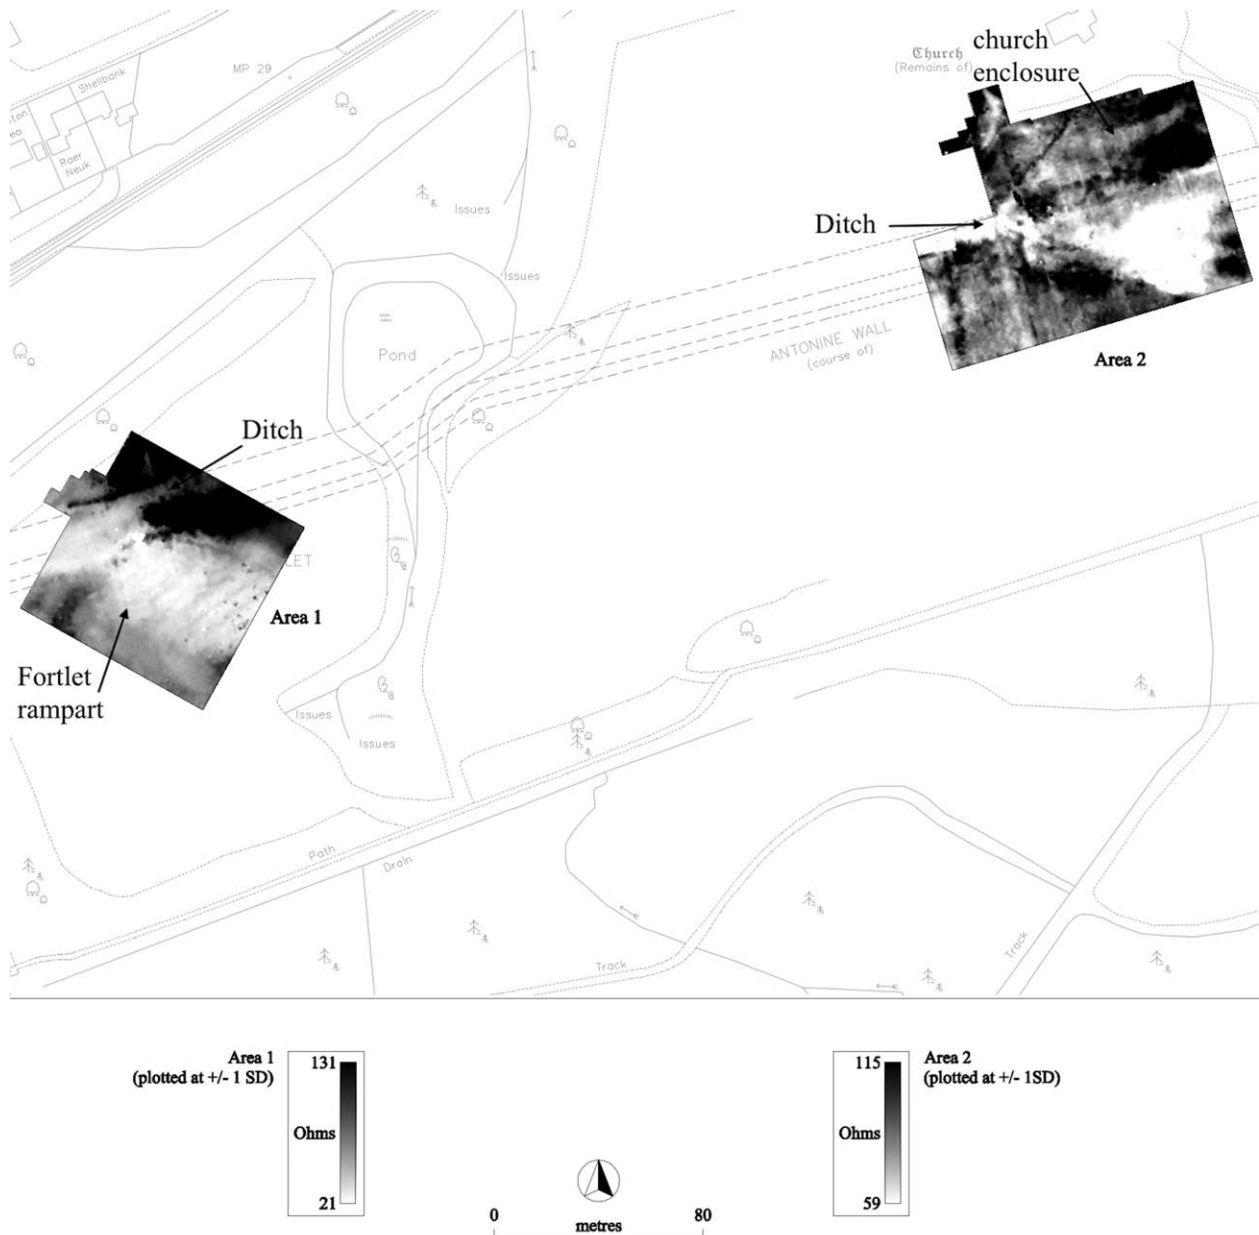 church
enclosure
Church
(Remains of)
MP 29
Shellbank
Raer
Neuk
Issues
Issues
Ditch
Pond
ANTONINE WALL
(course of)
Area 2
Ditch
LET
Area 1
Fortlet
rampart
Issues
Issues
Path
Drain
Track
Track
Area 1
(plotted at +/- 1 SD)
131
Ohms
21
115
Ohms
59
Area 2
(plotted at +/- 1SD)
0
metres
80